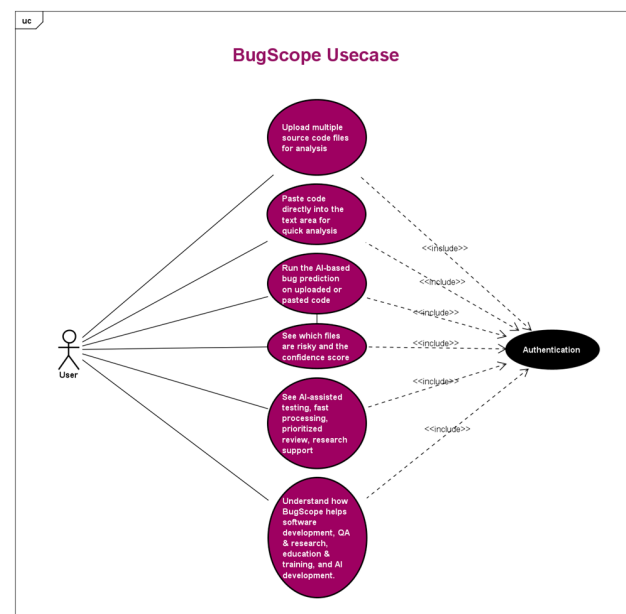 uc
BugScope Usecase
Upload multiple
source code files
for analysis
Paste code
directly into the
text area for
quick analysis
<<include>>
Run the AI-based
bug prediction
on uploaded or
pasted code
<<include>>
<<include>>
See which files
are risky and the
confidence score
<<include>>
User
Authentication
See AI-assisted
testing, fast
processing,
prioritized
review, research
support
<<include>>
<<include>>
Understand how
BugScope helps
software
development, QA
& research,
education &
training, and AI
development.